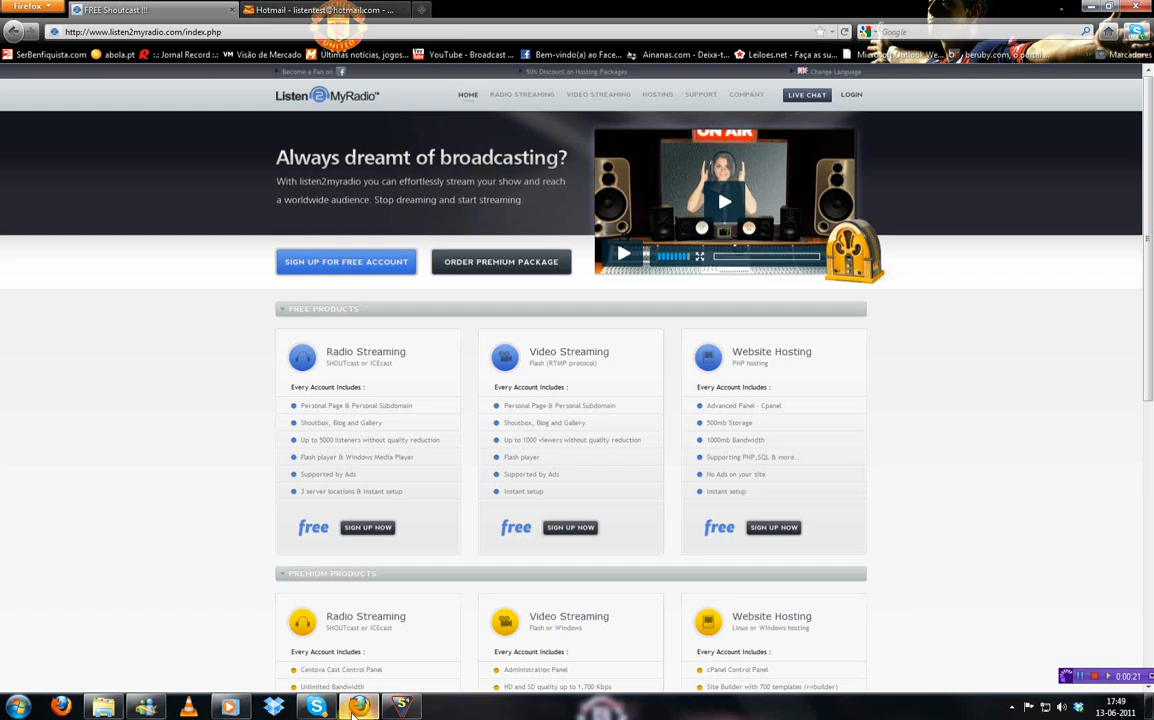 Firefox
FREE Shoutcast !!!
Hotmail - listentest@hotmail.com - ...
http://www.listen2myradio.com/index.php
Google
SerBenfiquista.com
abola.pt
:: Jornal Record ::
VM Visão de Mercado
Últimas notícias, jogos...
YouTube - Broadcast ...
Bem-vindo(a) ao Face...
Ainanas.com - Deixa-t...
Leiloes.net - Faça as su...
Microsoft Outlook We...
beruby.com, o portal ...
Marcadores
Become a Fan on
50% Discount on Hosting Packages
Change Language
Listen2MyRadio™
HOME RADIO STREAMING VIDEO STREAMING HOSTING SUPPORT COMPANY LIVE CHAT LOGIN
Always dreamt of broadcasting?
With listen2myradio you can effortlessly stream your show and reach
a worldwide audience. Stop dreaming and start streaming.
ON AIR
SIGN UP FOR FREE ACCOUNT
ORDER PREMIUM PACKAGE
FREE PRODUCTS
Radio Streaming
SHOUTcast or ICEcast
Every Account Includes :
Personal Page & Personal Subdomain
Shoutbox, Blog and Gallery
Up to 5000 listeners without quality reduction
Flash player & Windows Media Player
Supported by Ads
3 server locations & Instant setup
free SIGN UP NOW
Video Streaming
Flash (RTMP protocol)
Every Account Includes :
Personal Page & Personal Subdomain
Shoutbox, Blog and Gallery
Up to 1000 viewers without quality reduction
Flash player
Supported by Ads
Instant setup
free SIGN UP NOW
Website Hosting
PHP hosting
Every Account Includes :
Advanced Panel - Cpanel
500mb Storage
1000mb Bandwidth
Supporting PHP,SQL & more..
No Ads on your site
Instant setup
free SIGN UP NOW
PREMIUM PRODUCTS
Radio Streaming
SHOUTcast or ICEcast
Every Account Includes :
Centova Cast Control Panel
Unlimited Bandwidth
Video Streaming
Flash or Windows
Every Account Includes :
Administration Panel
HD and SD quality up to 1,700 Kbps
Website Hosting
Linux or Windows hosting
Every Account Includes :
cPanel Control Panel
Site Builder with 700 templates (rvbuilder)
0:00:21
17:49
13-06-2011